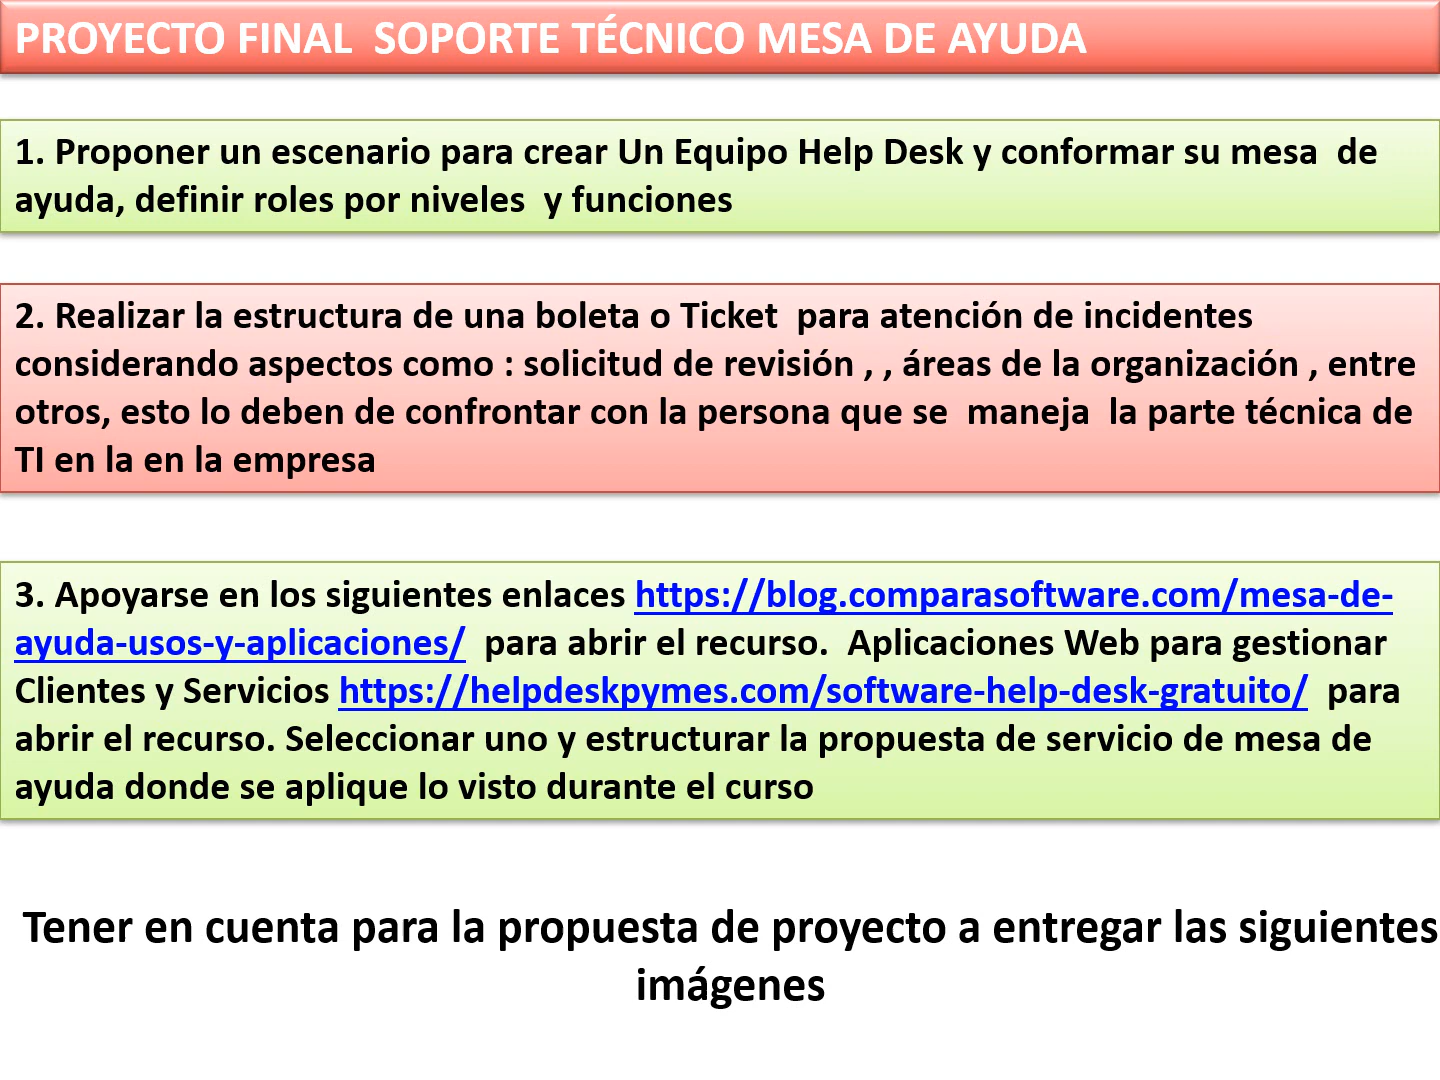 PROYECTO FINAL  SOPORTE TÉCNICO MESA DE AYUDA
1. Proponer un escenario para crear Un Equipo Help Desk y conformar su mesa  de
ayuda, definir roles por niveles  y funciones
2. Realizar la estructura de una boleta o Ticket  para atención de incidentes
considerando aspectos como : solicitud de revisión , , áreas de la organización , entre
otros, esto lo deben de confrontar con la persona que se  maneja  la parte técnica de
TI en la en la empresa
3. Apoyarse en los siguientes enlaces https://blog.comparasoftware.com/mesa-de-
ayuda-usos-y-aplicaciones/  para abrir el recurso.  Aplicaciones Web para gestionar
Clientes y Servicios https://helpdeskpymes.com/software-help-desk-gratuito/  para
abrir el recurso. Seleccionar uno y estructurar la propuesta de servicio de mesa de
ayuda donde se aplique lo visto durante el curso
Tener en cuenta para la propuesta de proyecto a entregar las siguientes
imágenes